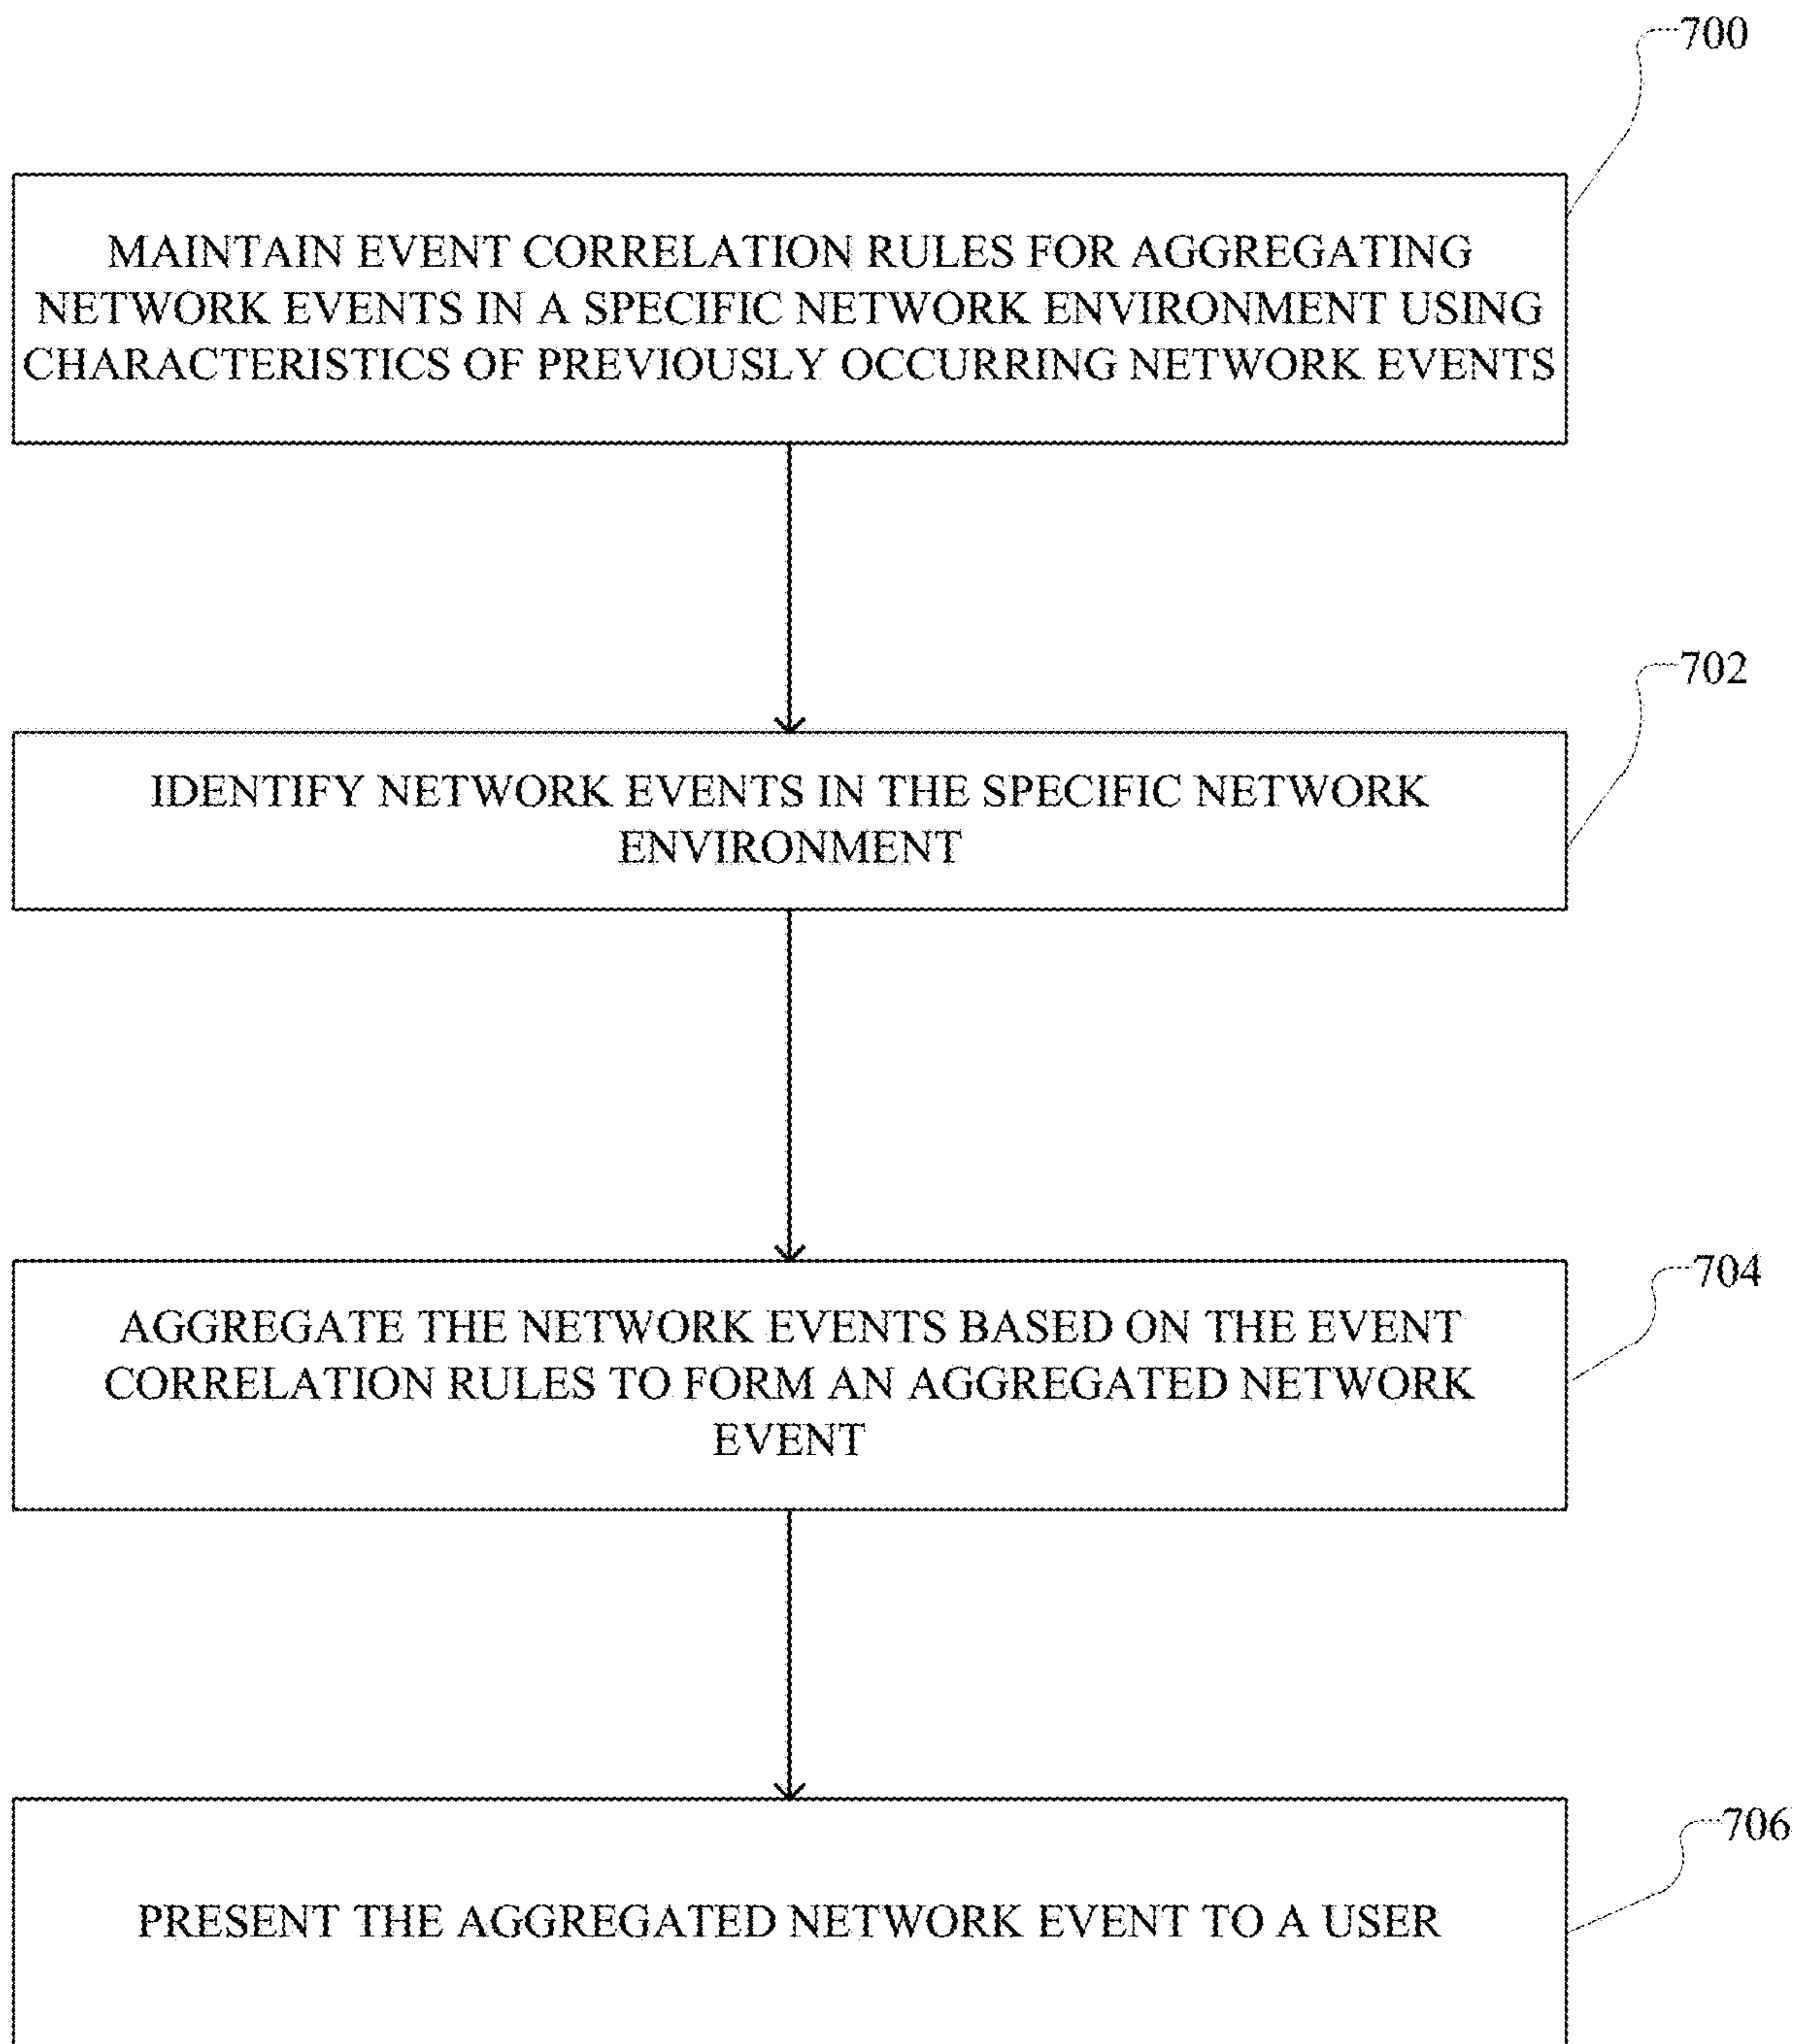 700
MAINTAIN EVENT CORRELATION RULES FOR AGGREGATING
NETWORK EVENTS IN A SPECIFIC NETWORK ENVIRONMENT USING
CHARACTERISTICS OF PREVIOUSLY OCCURRING NETWORK EVENTS
702
IDENTIFY NETWORK EVENTS IN THE SPECIFIC NETWORK
ENVIRONMENT
704
AGGREGATE THE NETWORK EVENTS BASED ON THE EVENT
CORRELATION RULES TO FORM AN AGGREGATED NETWORK
EVENT
706
PRESENT THE AGGREGATED NETWORK EVENT TO A USER